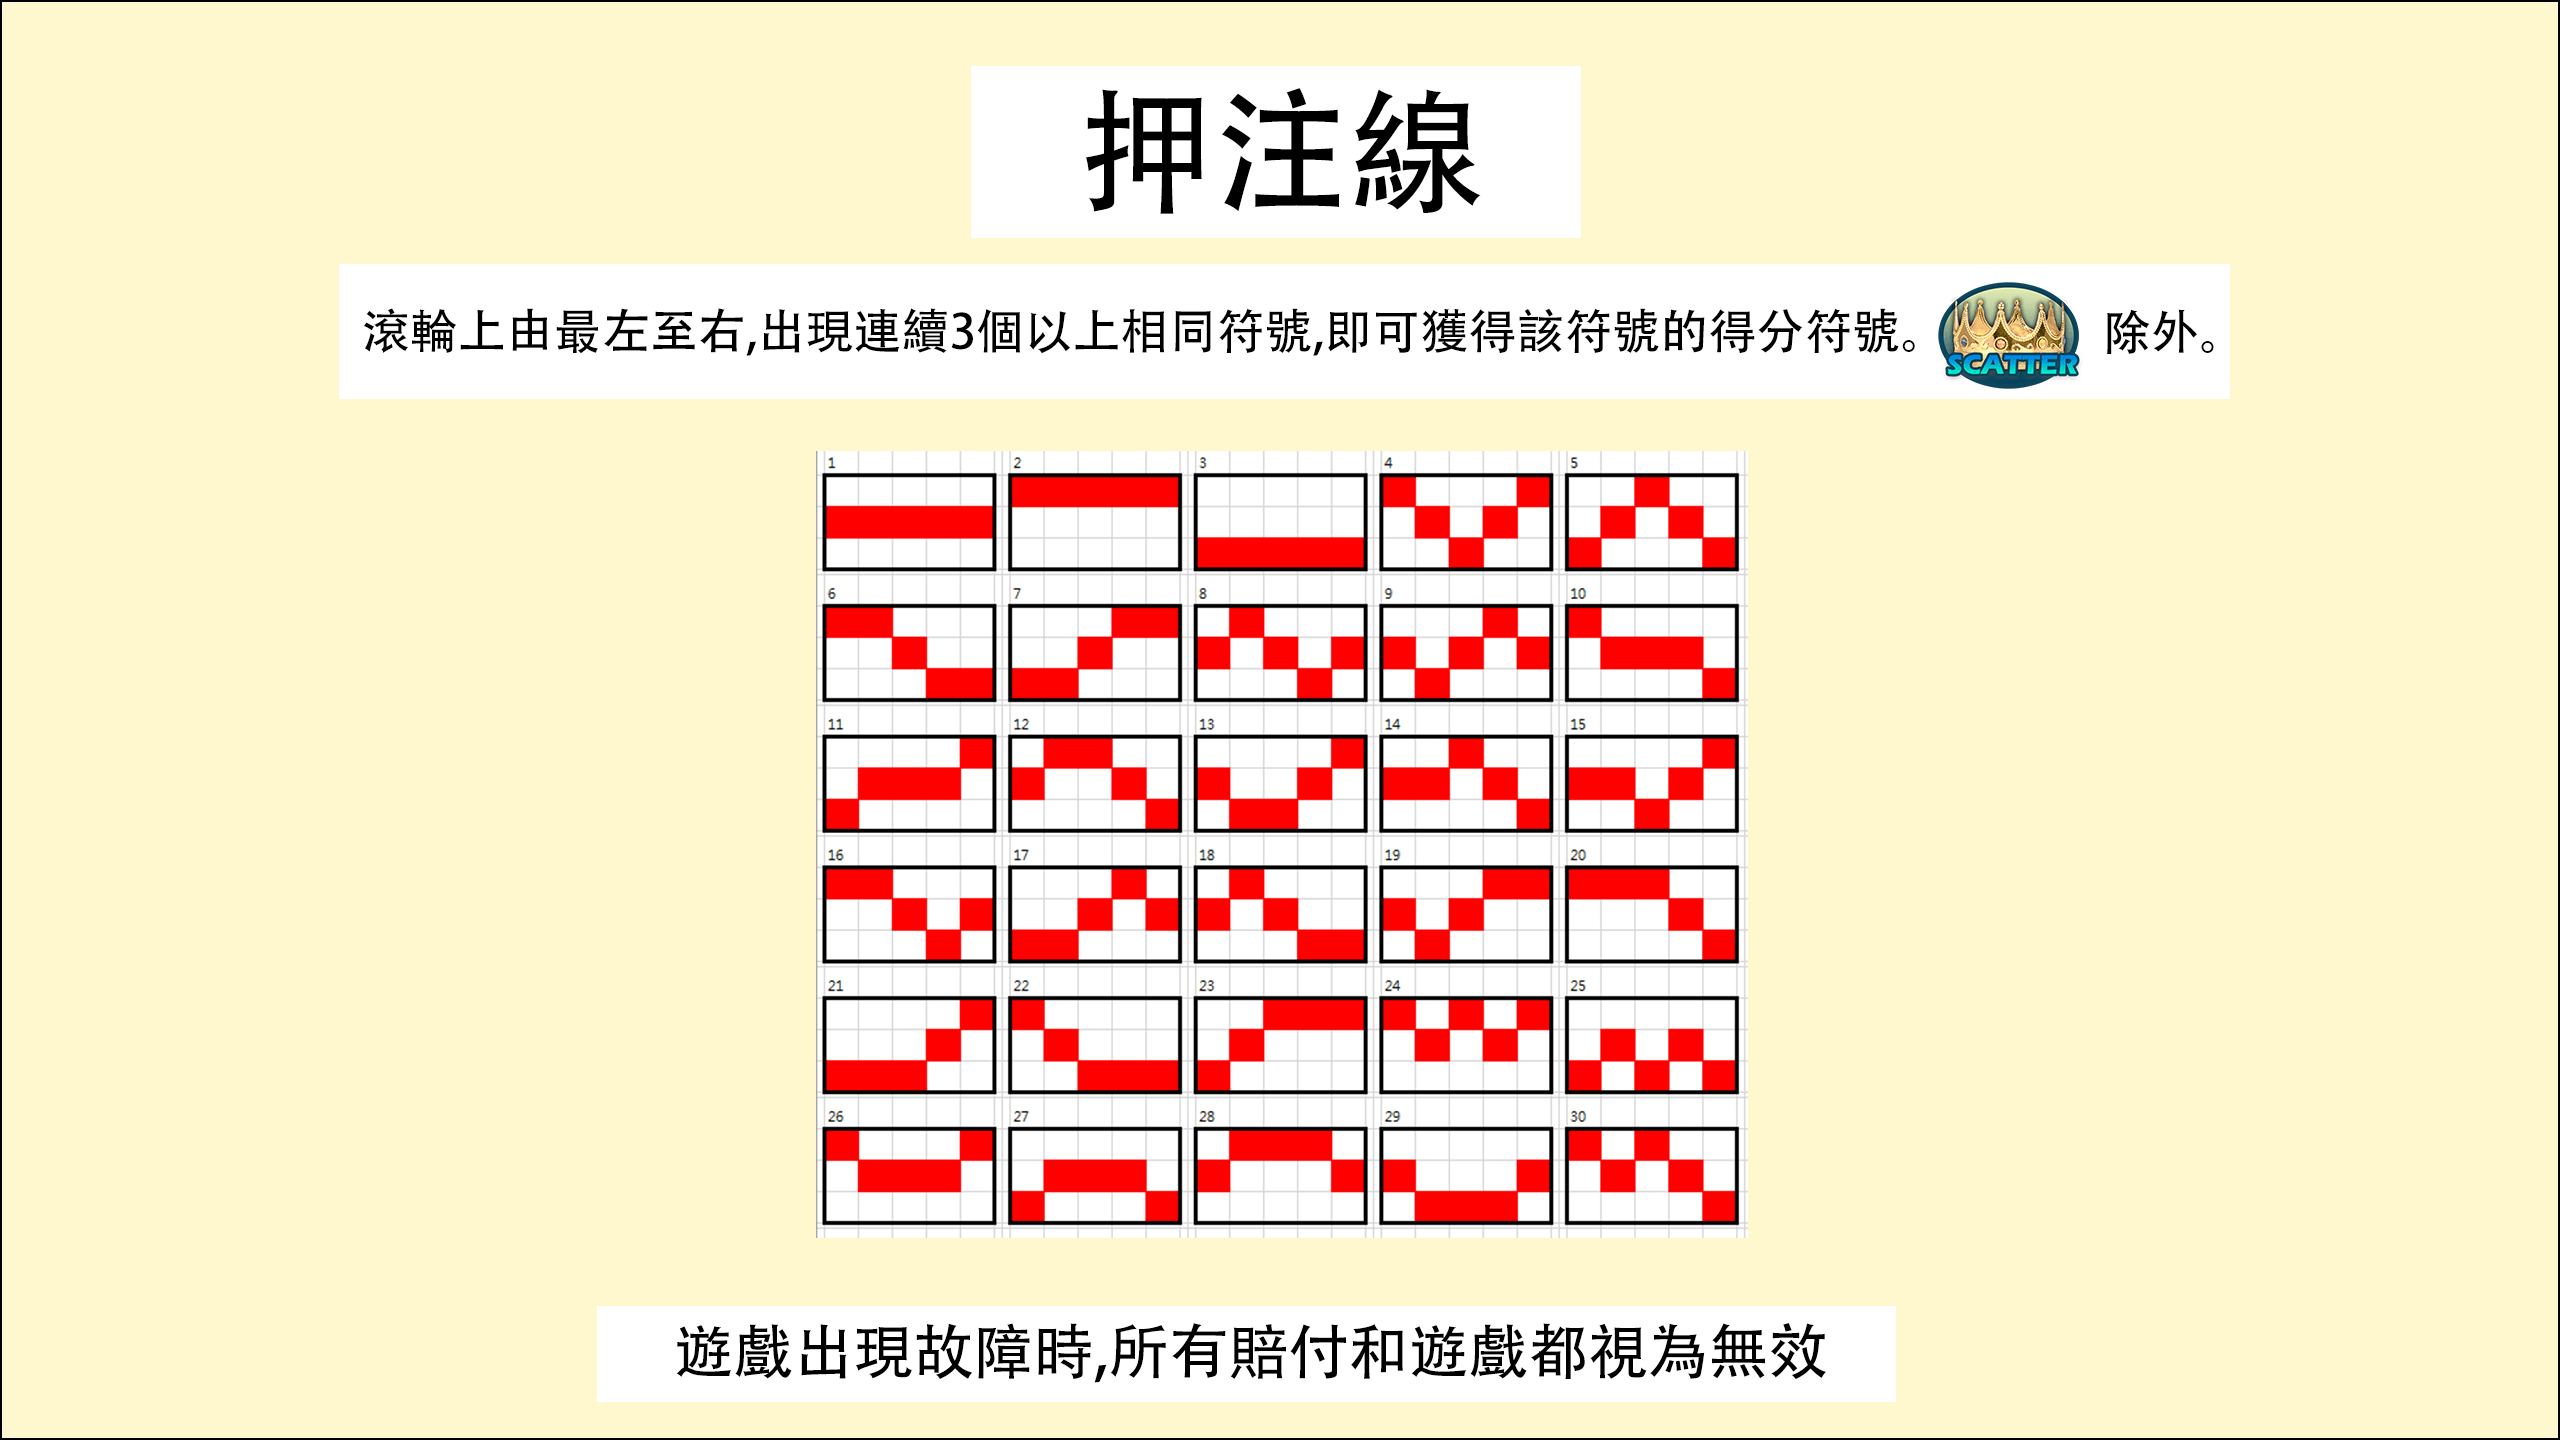 押注線
滾輪上由最左至右,出現連續3個以上相同符號,即可獲得該符號的得分符號。SCATTER 除外。
1 2 3 4 5
6 7 8 9 10
11 12 13 14 15
16 17 18 19 20
21 22 23 24 25
26 27 28 29 30
遊戲出現故障時,所有賠付和遊戲都視為無效